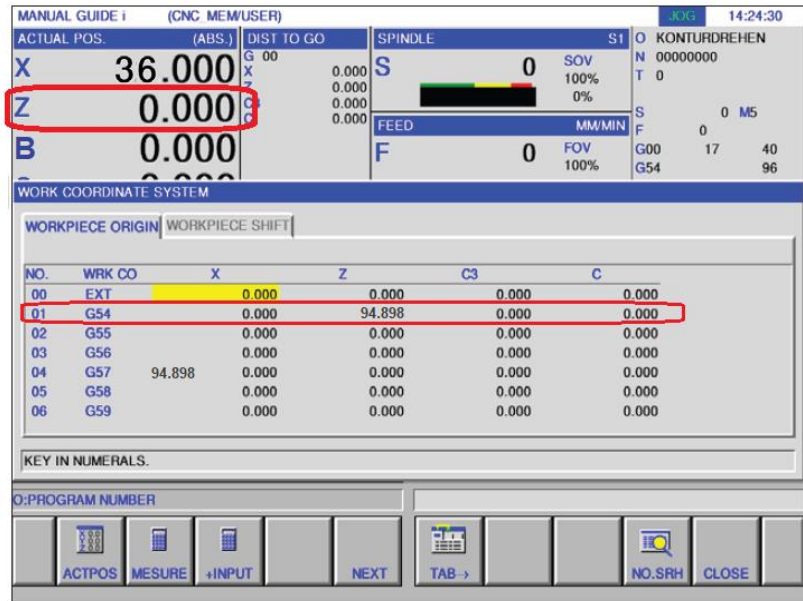 MANUAL GUIDE i (CNC MEM/USER) JOG 14:24:30
ACTUAL POS. (ABS.) DIST TO GO SPINDLE S1 O KONTURDREHEN
X 36.000 G 00 S 0 SOV N 00000000
X 0.000 100% T 0
Z 0.000 Z 0.000 0%
C3 0.000 S 0 M5
C 0.000 FEED MM/MIN F 0
B 0.000 F 0 FOV G00 17 40
100% G54 96
WORK COORDINATE SYSTEM
WORKPIECE ORIGIN WORKPIECE SHIFT
NO. WRK CO X Z C3 C
00 EXT 0.000 0.000 0.000 0.000
01 G54 0.000 94.898 0.000 0.000
02 G55 0.000 0.000 0.000 0.000
03 G56 0.000 0.000 0.000 0.000
04 G57 94.898 0.000 0.000 0.000 0.000
05 G58 0.000 0.000 0.000 0.000
06 G59 0.000 0.000 0.000 0.000
KEY IN NUMERALS.
O:PROGRAM NUMBER
ACTPOS MESURE +INPUT NEXT TAB→ NO.SRH CLOSE